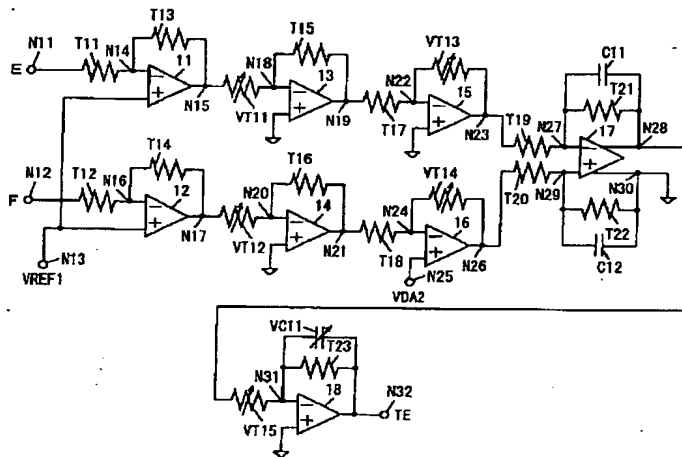 N11
E
T11
N14
T13
11
N15
VT11
N18
T15
13
N19
T17
N22
VT13
15
N23
T19
N27
C11
T21
17
N28
N12
F
T12
N16
T14
12
N17
VT12
N20
T16
14
N21
T18
N24
VT14
16
N25
N26
T20
N29
N30
T22
C12
N13
VREF1
VDA2
VC11
T23
N31
18
VT15
N32
TE